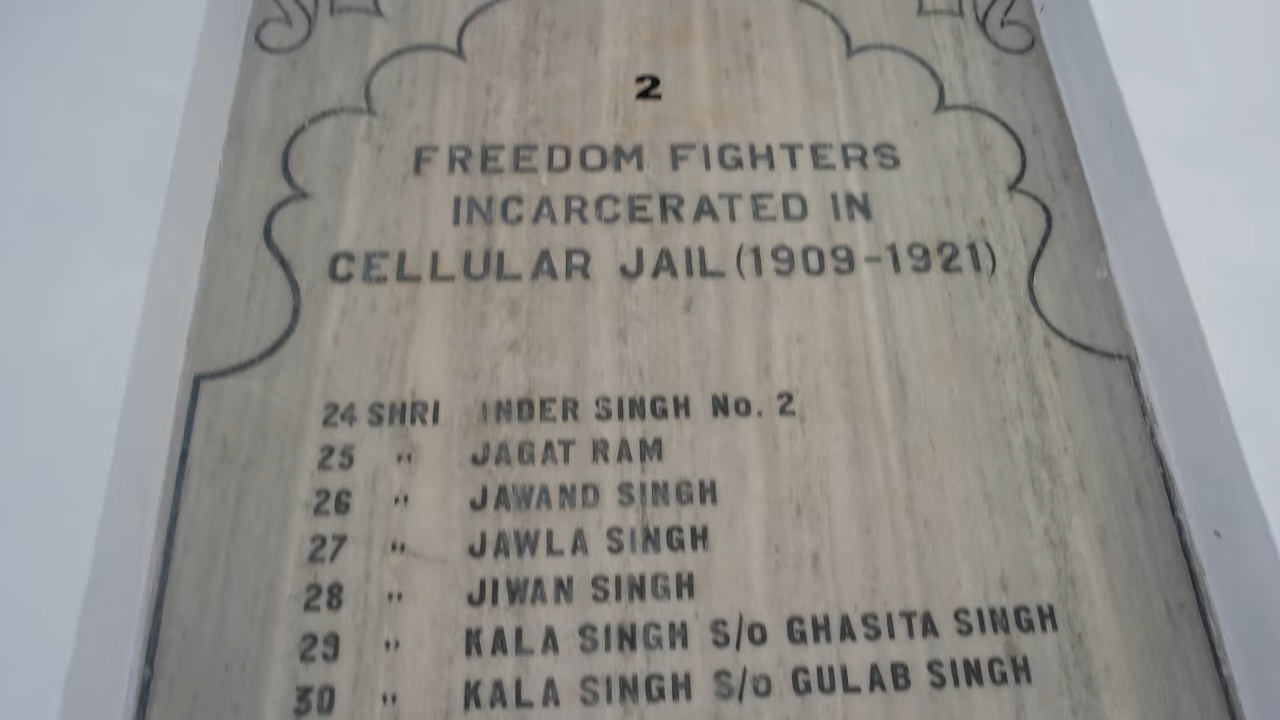 2
FREEDOM FIGHTERS
INCARCERATED IN
CELLULAR JAIL (1909-1921)
24 SHRI INDER SINGH No. 2
25 " JAGAT RAM
26 " JAWAND SINGH
27 " JAWLA SINGH
28 " JIWAN SINGH
29 " KALA SINGH S/o GHASITA SINGH
30 " KALA SINGH S/o GULAB SINGH